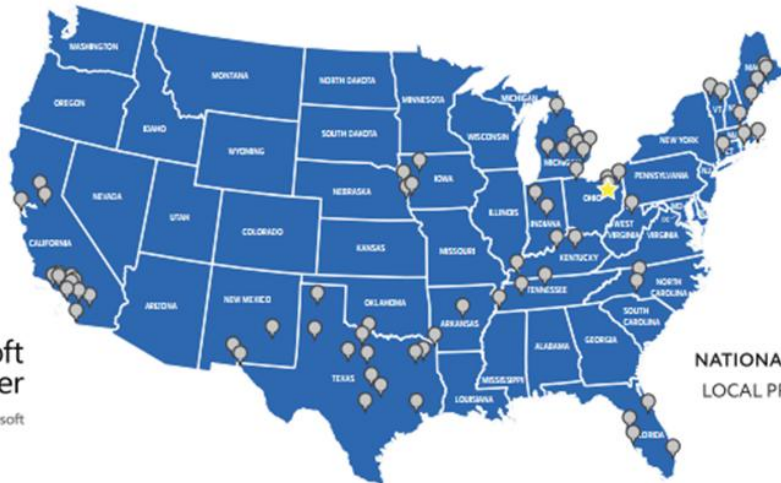 WASHINGTON
MONTANA
NORTH DAKOTA
MINNESOTA
MICHIGAN
OREGON
IDAHO
SOUTH DAKOTA
WISCONSIN
NEW YORK
WYOMING
IOWA
PENNSYLVANIA
NEBRASKA
NEVADA
UTAH
OHIO
ILLINOIS
INDIANA
WEST
VIRGINIA
VIRGINIA
COLORADO
CALIFORNIA
KANSAS
MISSOURI
KENTUCKY
TENNESSEE
NORTH
CAROLINA
ARIZONA
NEW MEXICO
OKLAHOMA
ARKANSAS
SOUTH
CAROLINA
ALABAMA
GEORGIA
MISSISSIPPI
TEXAS
LOUISIANA
oft
er
soft
NATIONA
LOCAL PR